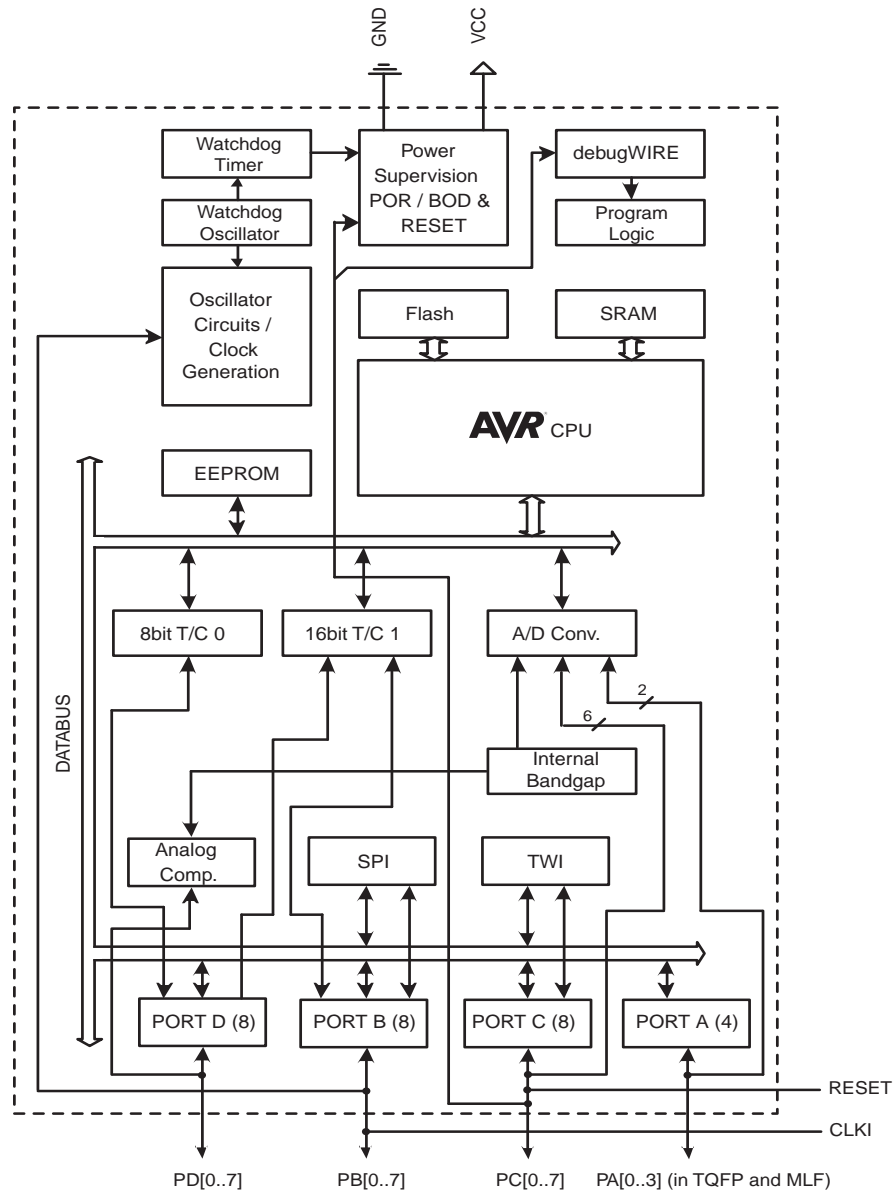 GND
VCC
Watchdog
Timer
Power
Supervision
POR / BOD &
RESET
debugWIRE
Watchdog
Oscillator
Program
Logic
Oscillator
Circuits /
Clock
Generation
Flash
SRAM
AVR CPU
EEPROM
8bit T/C 0
16bit T/C 1
A/D Conv.
2
6
DATABUS
Internal
Bandgap
Analog
Comp.
SPI
TWI
PORT D (8)
PORT B (8)
PORT C (8)
PORT A (4)
RESET
CLKI
PD[0..7]
PB[0..7]
PC[0..7]
PA[0..3] (in TQFP and MLF)